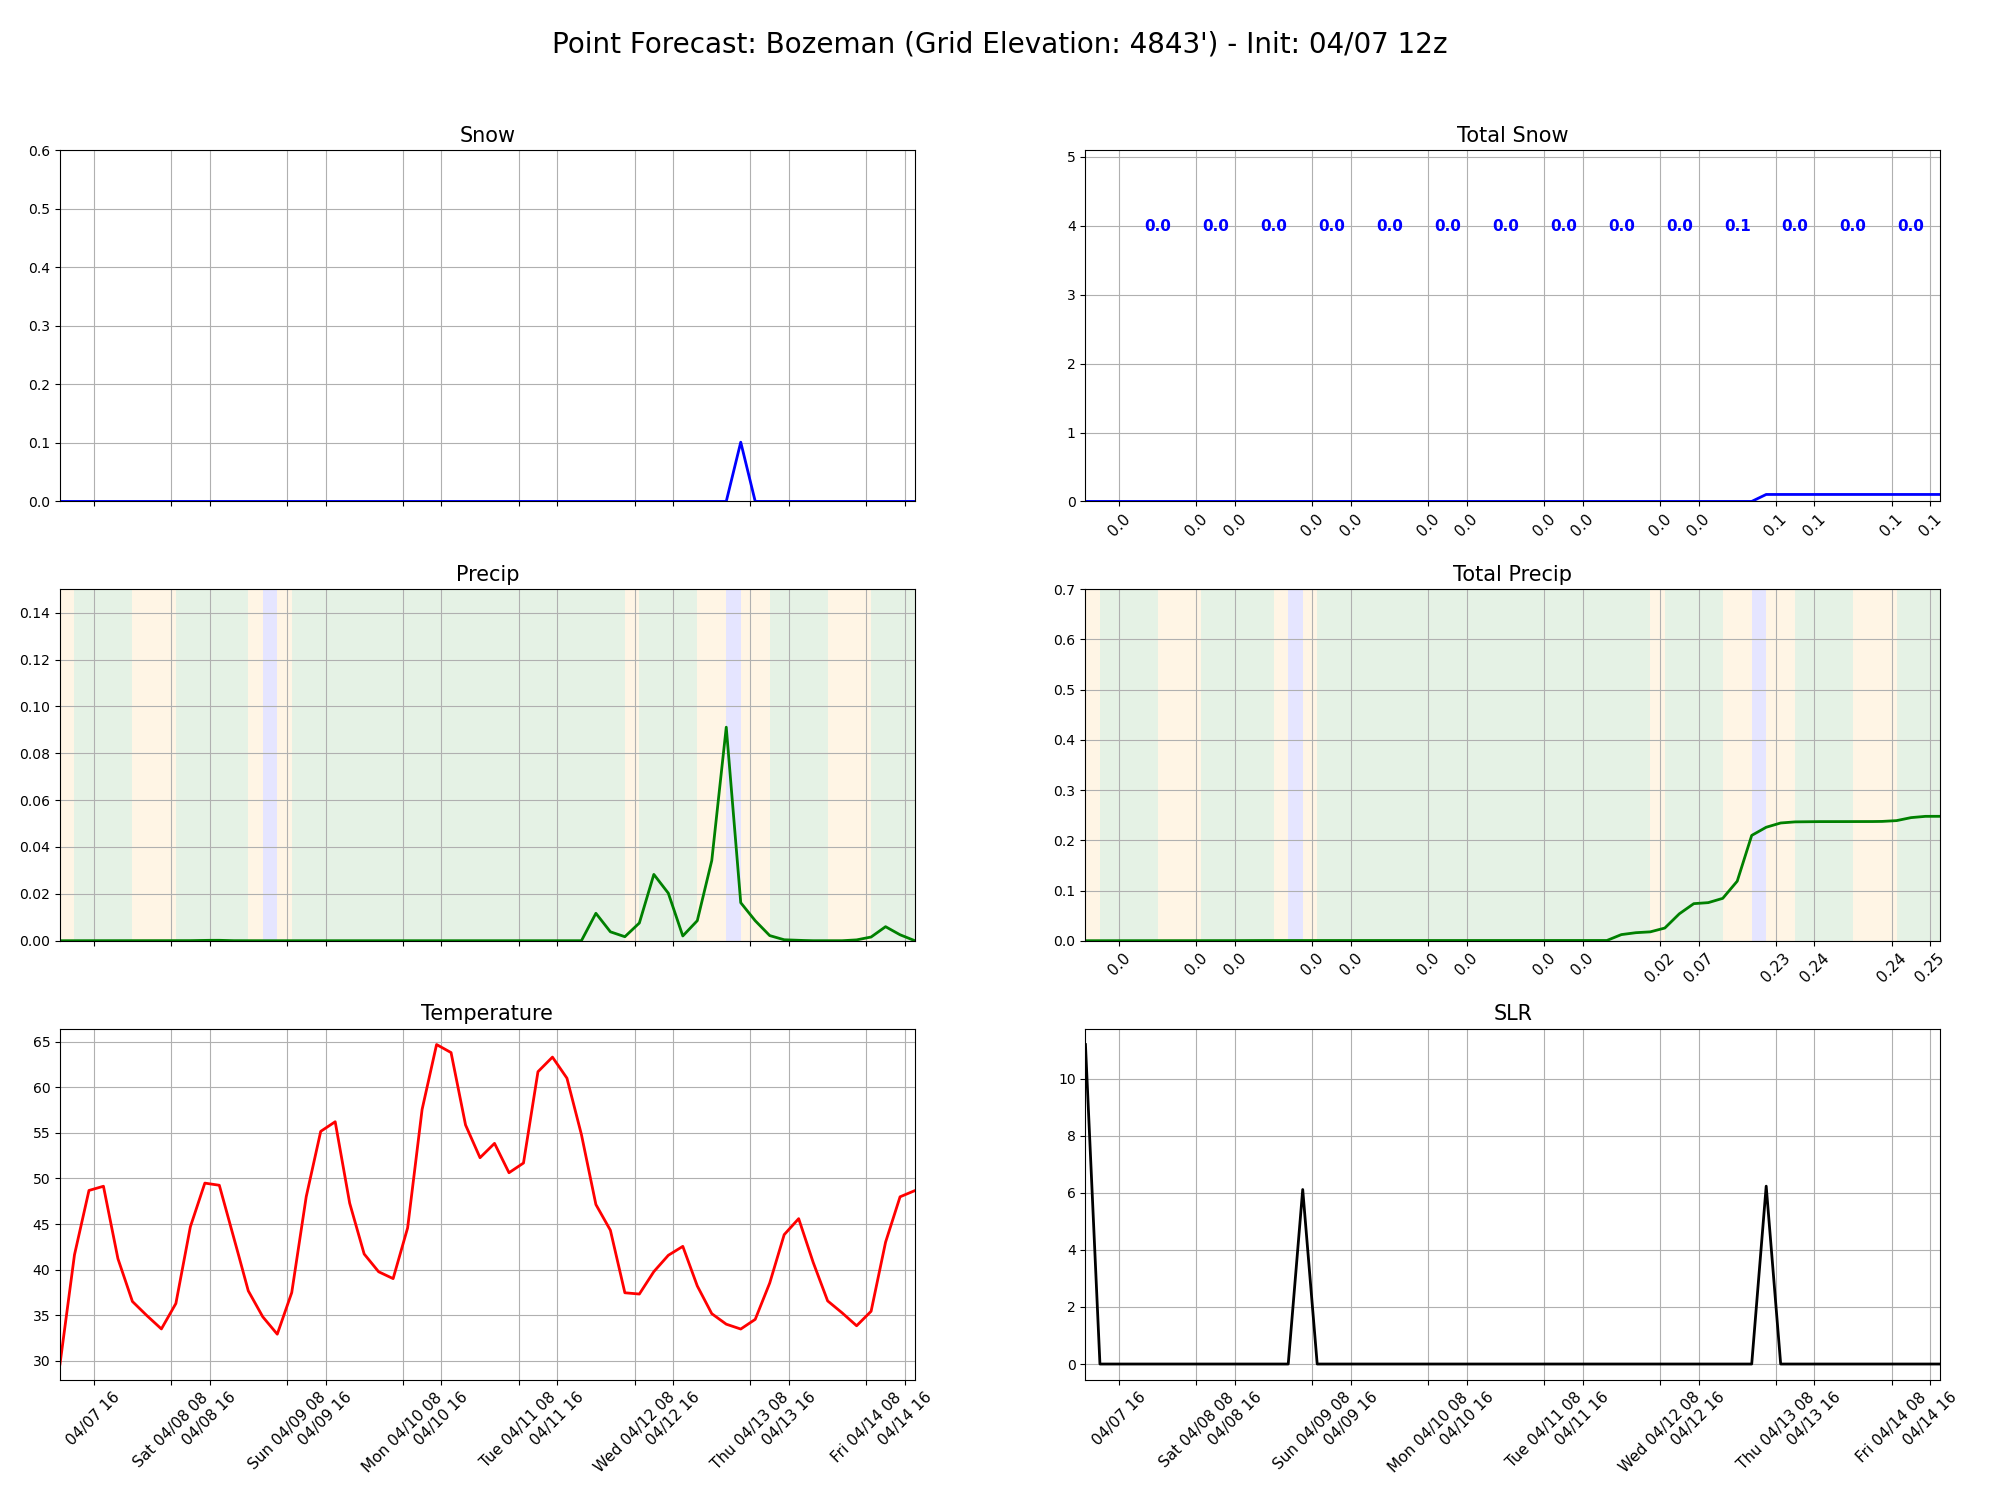 Point Forecast: Bozeman (Grid Elevation: 4843') - Init: 04/07 12z
Snow
0.6
0.5
0.4
0.3
0.2
0.1
0.0
Total Snow
5
4
3
2
1
0
0.0 0.0 0.0 0.0 0.0 0.0 0.0 0.0 0.0 0.0 0.1 0.0 0.0 0.0
0.0 0.0 0.0 0.0 0.0 0.0 0.0 0.0 0.0 0.0 0.0 0.1 0.1 0.1 0.1
Precip
0.14
0.12
0.10
0.08
0.06
0.04
0.02
0.00
Total Precip
0.7
0.6
0.5
0.4
0.3
0.2
0.1
0.0
0.0 0.0 0.0 0.0 0.0 0.0 0.0 0.0 0.0 0.02 0.07 0.23 0.24 0.24 0.25
Temperature
65
60
55
50
45
40
35
30
04/07 16
Sat 04/08 08
04/08 16
Sun 04/09 08
04/09 16
Mon 04/10 08
04/10 16
Tue 04/11 08
04/11 16
Wed 04/12 08
04/12 16
Thu 04/13 08
04/13 16
Fri 04/14 08
04/14 16
SLR
10
8
6
4
2
0
04/07 16
Sat 04/08 08
04/08 16
Sun 04/09 08
04/09 16
Mon 04/10 08
04/10 16
Tue 04/11 08
04/11 16
Wed 04/12 08
04/12 16
Thu 04/13 08
04/13 16
Fri 04/14 08
04/14 16